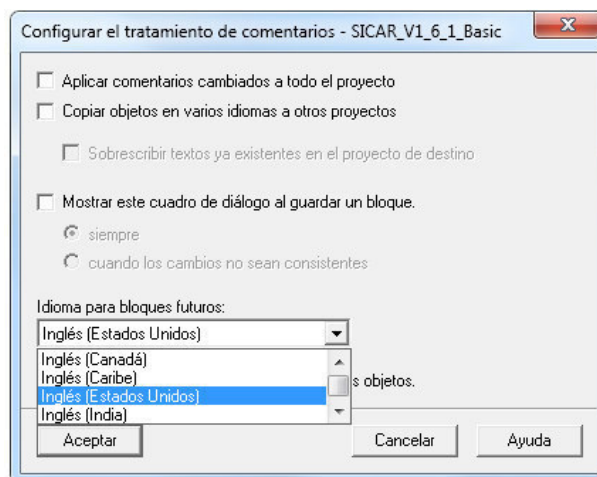 Configurar el tratamiento de comentarios - SICAR_V1_6_1_Basic
Aplicar comentarios cambiados a todo el proyecto
Copiar objetos en varios idiomas a otros proyectos
Sobrescribir textos ya existentes en el proyecto de destino
Mostrar este cuadro de diálogo al guardar un bloque.
siempre
cuando los cambios no sean consistentes
Idioma para bloques futuros:
Inglés (Estados Unidos)
Inglés (Canadá)
Inglés (Caribe)
Inglés (Estados Unidos)
s objetos.
Inglés (India)
Aceptar
Cancelar
Ayuda